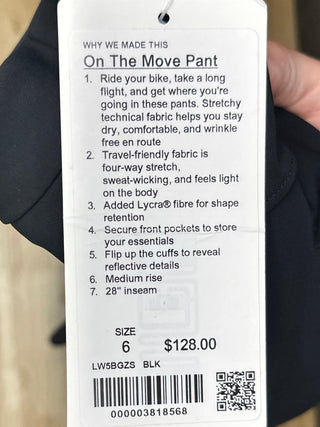 WHY WE MADE THIS
On The Move Pant
1. Ride your bike, take a long
flight, and get where you're
going in these pants. Stretchy
technical fabric helps you stay
dry, comfortable, and wrinkle
free en route
2. Travel-friendly fabric is
four-way stretch,
sweat-wicking, and feels light
on the body
3. Added Lycra® fibre for shape
retention
4. Secure front pockets to store
your essentials
5. Flip up the cuffs to reveal
reflective details
6. Medium rise
7. 28" inseam
SIZE
6 $128.00
LW5BGZS BLK
000003818568